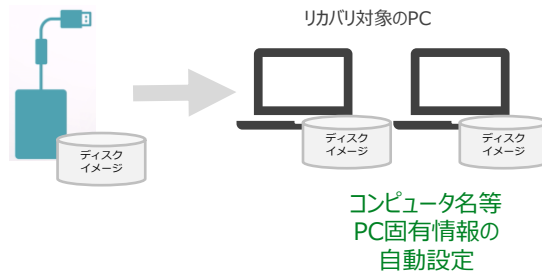 リカバリ対象のPC
ディスク
イメージ
ディスク
イメージ
ディスク
イメージ
コンピュータ名等
PC固有情報の
自動設定